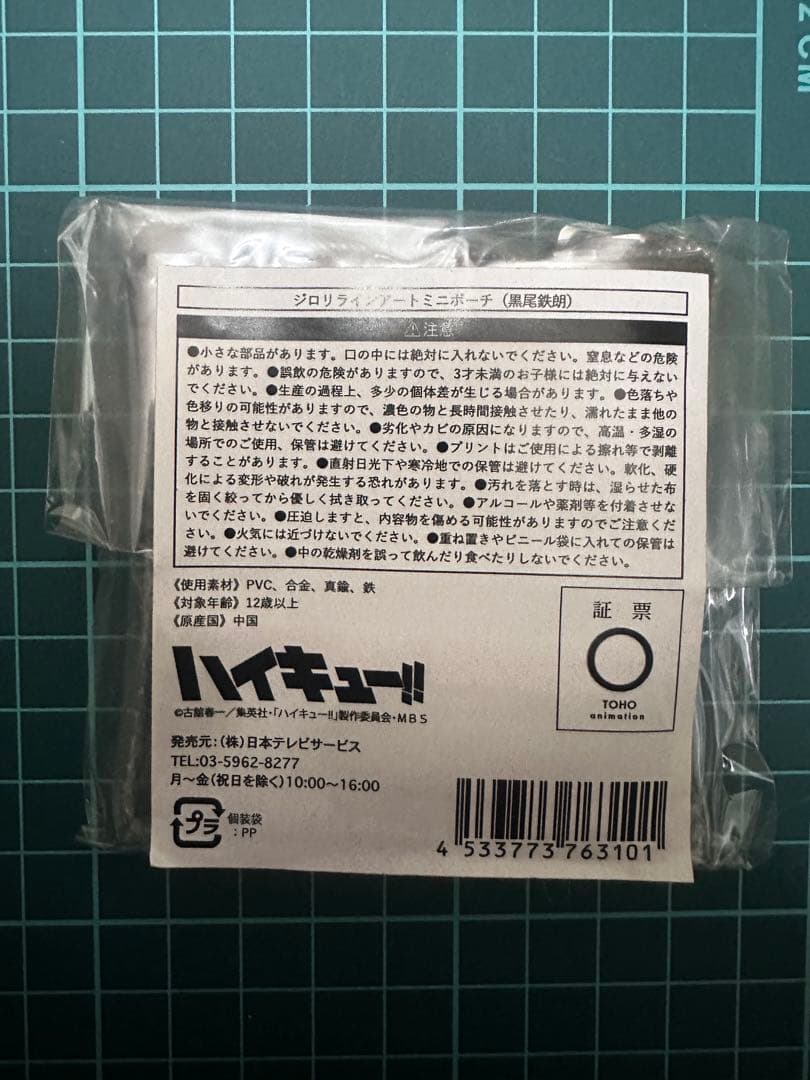 2CM
ジロリラインアートミニポーチ（黒尾鉄朗）
⚠注意
●小さな部品があります。口の中には絶対に入れないでください。窒息などの危険
があります。●誤飲の危険がありますので、3才未満のお子様には絶対に与えない
でください。●生産の過程上、多少の個体差が生じる場合があります。●色落ちや
色移りの可能性がありますので、濃色の物と長時間接触させたり、濡れたまま他の
物と接触させないでください。●劣化やカビの原因になりますので、高温・多湿の
場所でのご使用、保管は避けてください。●プリントはご使用による擦れ等で剥離
することがあります。●直射日光下や寒冷地での保管は避けてください。軟化、硬
化による変形や破れが発生する恐れがあります。●汚れを落とす時は、湿らせた布
を固く絞ってから優しく拭き取ってください。●アルコールや薬剤等を付着させな
いでください。●圧迫しますと、内容物を傷める可能性がありますのでご注意くだ
さい。●火気には近づけないでください。●重ね置きやビニール袋に入れての保管は
避けてください。●中の乾燥剤を誤って飲んだり食べたりしないでください。
《使用素材》PVC、合金、真鍮、鉄
《対象年齢》12歳以上
《原産国》中国
証 票
TOHO
animation
ハイキュー!!
©古舘春一／集英社・「ハイキュー!!」製作委員会・MBS
発売元：（株）日本テレビサービス
TEL:03-5962-8277
月～金（祝日を除く）10:00～16:00
プラ
個装袋
：PP
4 533773 763101